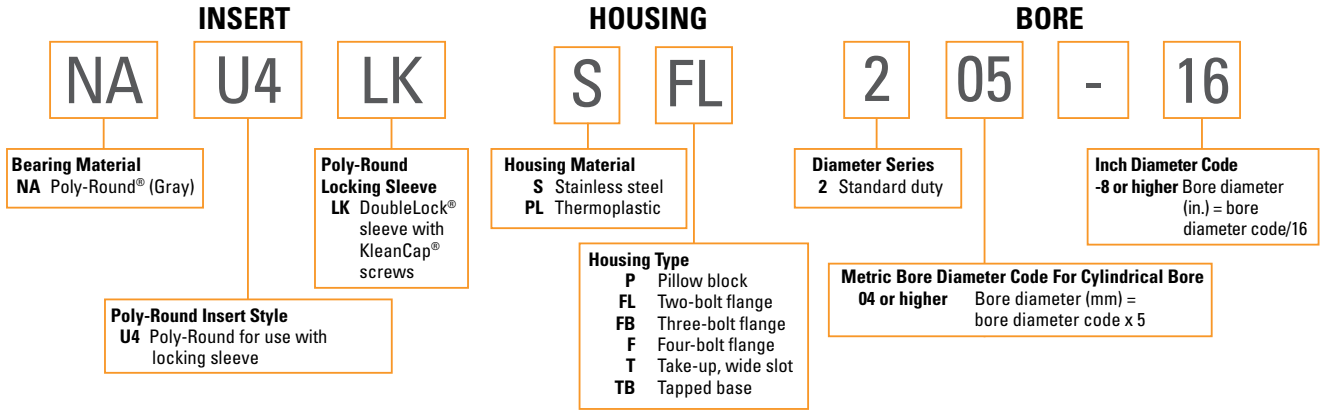 INSERT
HOUSING
BORE
NA U4 LK S FL 2 05 - 16
Bearing Material
NA Poly-Round® (Gray)
Poly-Round Insert Style
U4 Poly-Round for use with
locking sleeve
Poly-Round
Locking Sleeve
LK DoubleLock®
sleeve with
KleanCap®
screws
Housing Material
S Stainless steel
PL Thermoplastic
Housing Type
P Pillow block
FL Two-bolt flange
FB Three-bolt flange
F Four-bolt flange
T Take-up, wide slot
TB Tapped base
Diameter Series
2 Standard duty
Metric Bore Diameter Code For Cylindrical Bore
04 or higher Bore diameter (mm) =
bore diameter code x 5
Inch Diameter Code
-8 or higher Bore diameter
(in.) = bore
diameter code/16